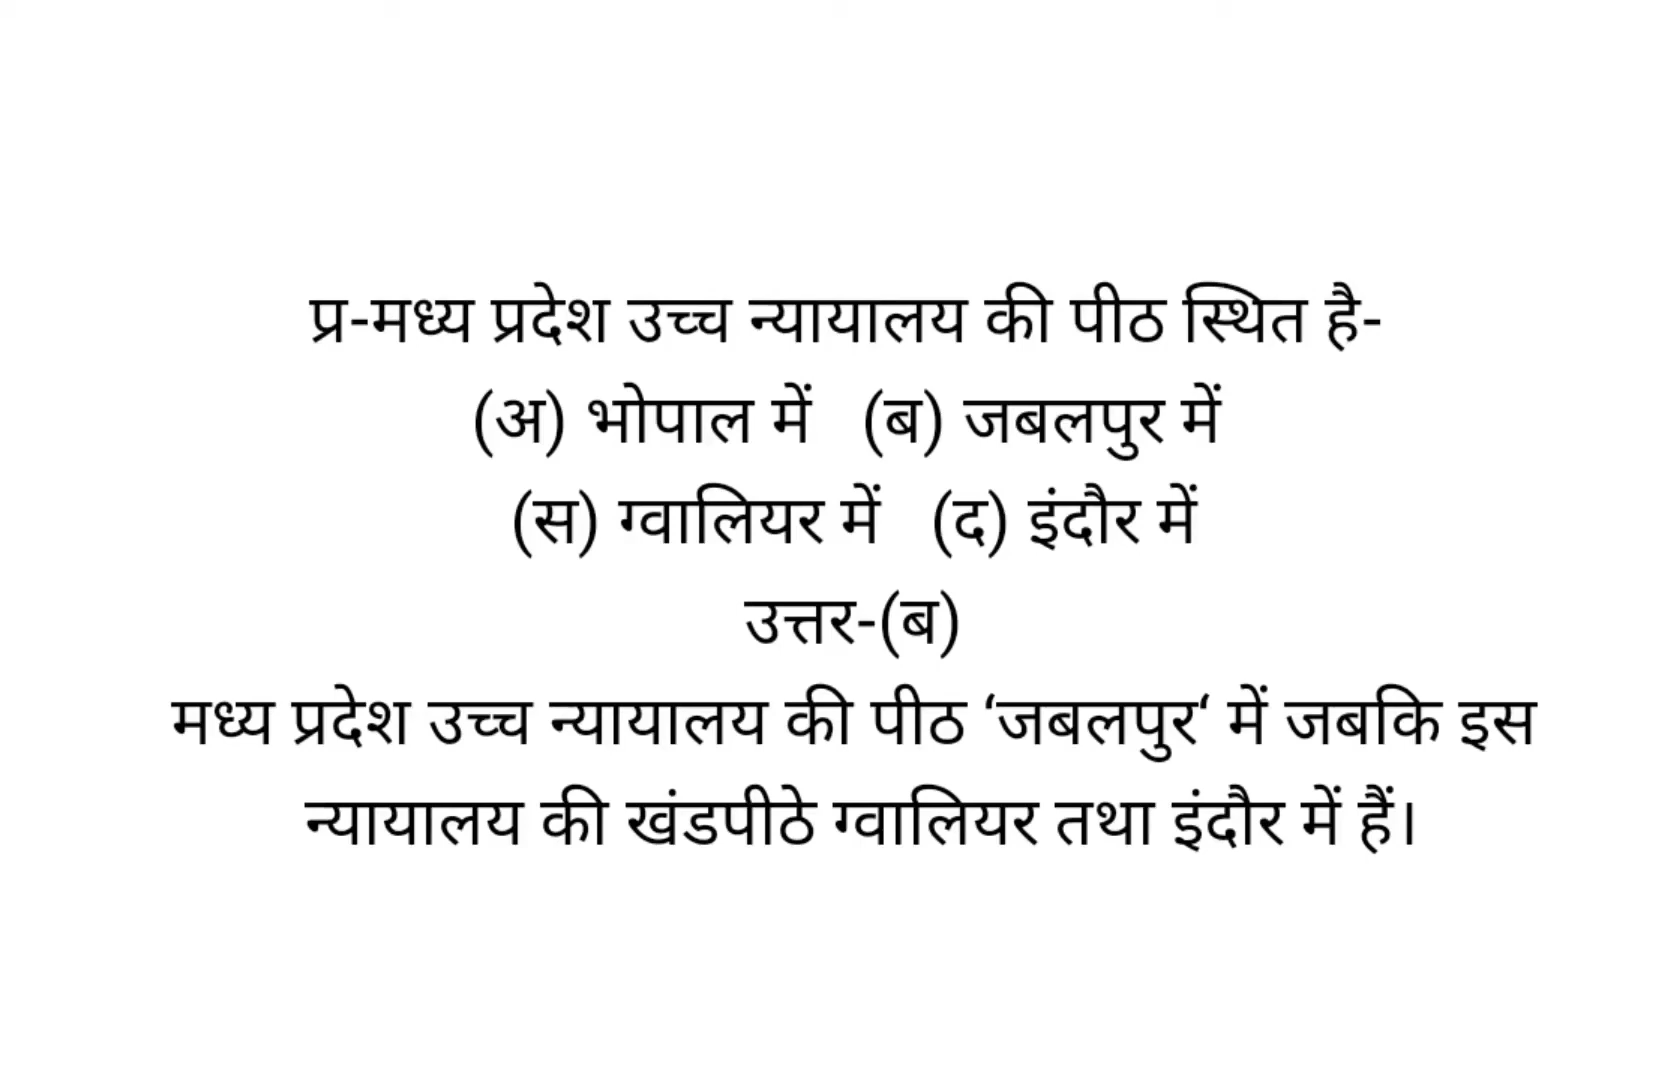 प्र-मध्य प्रदेश उच्च न्यायालय की पीठ स्थित है-
(अ) भोपाल में (ब) जबलपुर में
(स) ग्वालियर में (द) इंदौर में
उत्तर-(ब)
मध्य प्रदेश उच्च न्यायालय की पीठ ‘जबलपुर‘ में जबकि इस
न्यायालय की खंडपीठे ग्वालियर तथा इंदौर में हैं।